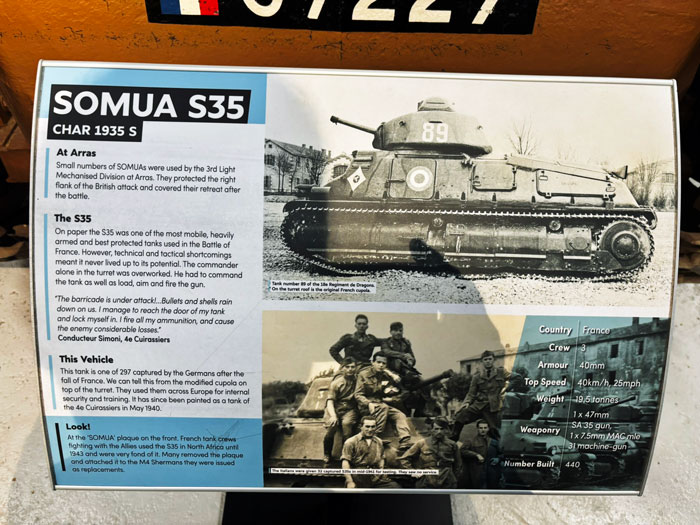 37227
SOMUA S35
CHAR 1935 S
At Arras
Small numbers of SOMUAs were used by the 3rd Light
Mechanised Division at Arras. They protected the right
flank of the British attack and covered their retreat after
the battle.
The S35
On paper the S35 was one of the most mobile, heavily
armed and best protected tanks used in the Battle of
France. However, technical and tactical shortcomings
meant it never lived up to its potential. The commander
alone in the turret was overworked. He had to command
the tank as well as load, aim and fire the gun.
"The barricade is under attack!...Bullets and shells rain
down on us. I manage to reach the door of my tank
and lock myself in. I fire all my ammunition, and cause
the enemy considerable losses."
Conducteur Simoni, 4e Cuirassiers
This Vehicle
This tank is one of 297 captured by the Germans after the
fall of France. We can tell this from the modified cupola on
top of the turret. They used them across Europe for internal
security and training. It has since been painted as a tank of
the 4e Cuirassiers in May 1940.
Look!
At the 'SOMUA' plaque on the front. French tank crews
fighting with the Allies used the S35 in North Africa until
1943 and were very fond of it. Many removed the plaque
and attached it to the M4 Shermans they were issued
as replacements.
89
Tank number 89 of the 18e Regiment de Dragons.
On the turret roof is the original French cupola.
The Italians were given 32 captured S35s in mid-1941 for testing. They saw no service.
Country France
Crew 3
Armour 40mm
Top Speed 40km/h, 25mph
Weight 19,5 tonnes
Weaponry 1 x 47mm
SA 35 gun,
1 x 7.5mm MAC mle
31 machine-gun
Number Built 440